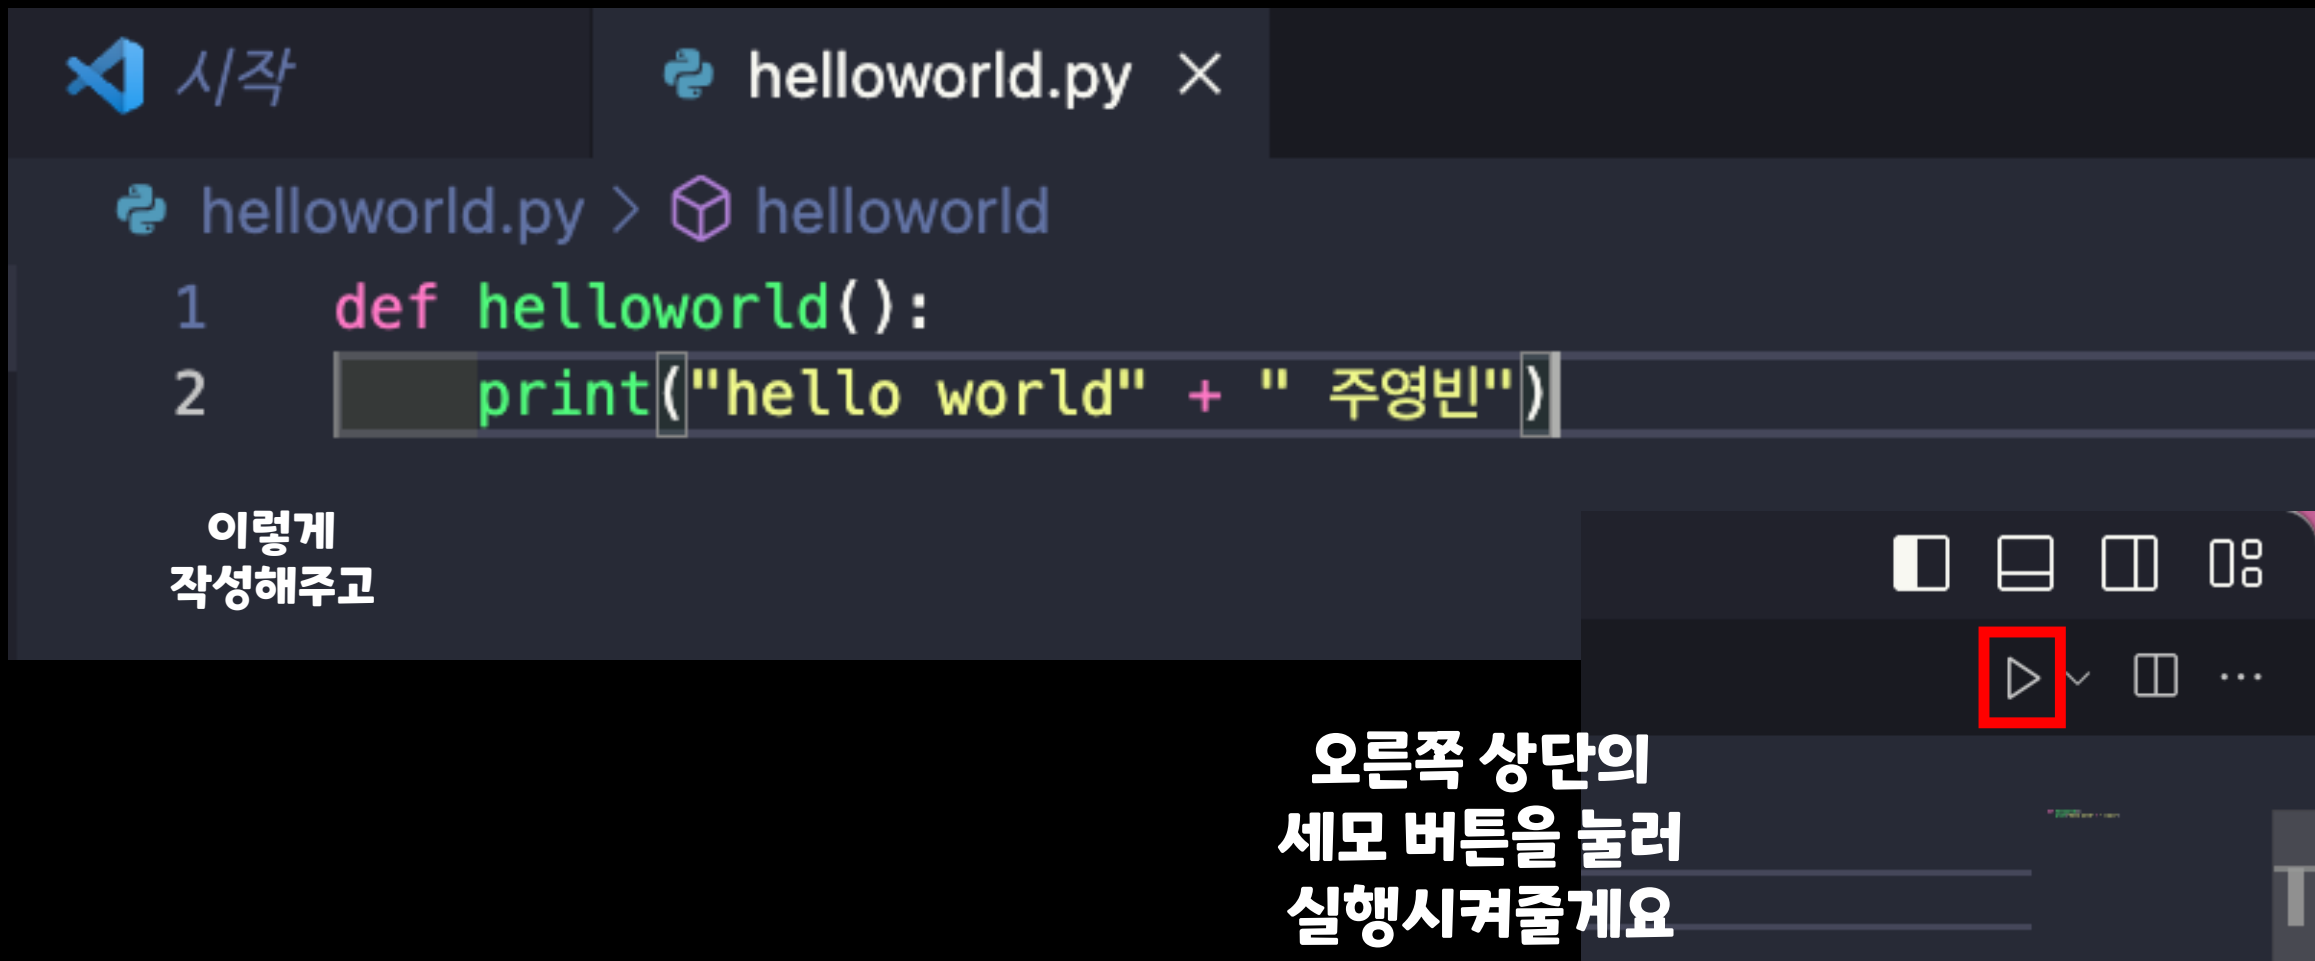 시작
helloworld.py
helloworld.py > helloworld
1 def helloworld():
2 print("hello world" + " 주영빈")
이렇게
작성해주고
오른쪽 상단의
세모 버튼을 눌러
실행시켜줄게요